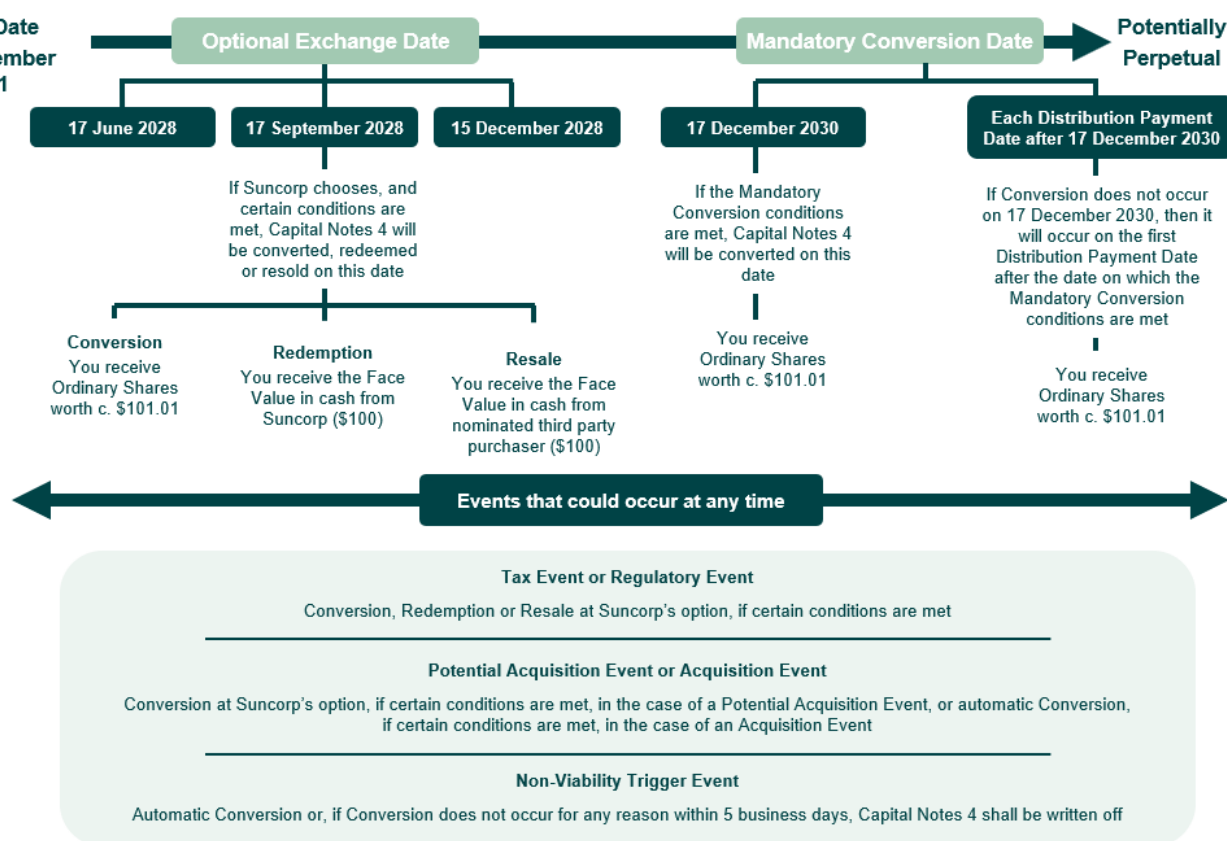 Date
ember
1
Optional Exchange Date
Mandatory Conversion Date
Potentially
Perpetual
17 June 2028
17 September 2028
15 December 2028
17 December 2030
Each Distribution Payment
Date after 17 December 2030
If Suncorp chooses, and
certain conditions are
met, Capital Notes 4 will
be converted, redeemed
or resold on this date
If the Mandatory
Conversion conditions
are met, Capital Notes 4
will be converted on this
date
If Conversion does not occur
on 17 December 2030, then it
will occur on the first
Distribution Payment Date
after the date on which the
Mandatory Conversion
conditions are met
Conversion
You receive
Ordinary Shares
worth c. $101.01
Redemption
You receive the Face
Value in cash from
Suncorp ($100)
Resale
You receive the Face
Value in cash from
nominated third party
purchaser ($100)
You receive
Ordinary Shares
worth c. $101.01
You receive
Ordinary Shares
worth c. $101.01
Events that could occur at any time
Tax Event or Regulatory Event
Conversion, Redemption or Resale at Suncorp's option, if certain conditions are met
Potential Acquisition Event or Acquisition Event
Conversion at Suncorp's option, if certain conditions are met, in the case of a Potential Acquisition Event, or automatic Conversion,
if certain conditions are met, in the case of an Acquisition Event
Non-Viability Trigger Event
Automatic Conversion or, if Conversion does not occur for any reason within 5 business days, Capital Notes 4 shall be written off